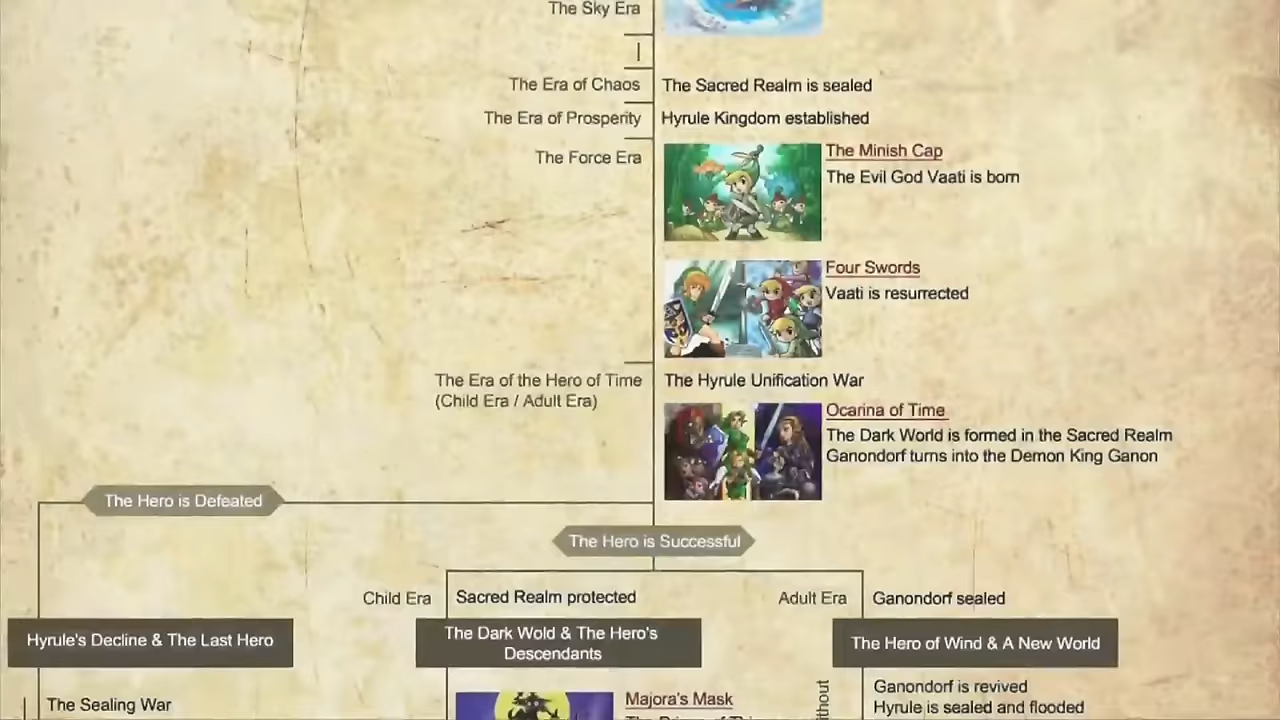 The Sky Era
The Era of Chaos
The Sacred Realm is sealed
The Era of Prosperity
Hyrule Kingdom established
The Force Era
The Minish Cap
The Evil God Vaati is born
Four Swords
Vaati is resurrected
The Era of the Hero of Time
(Child Era / Adult Era)
The Hyrule Unification War
Ocarina of Time
The Dark World is formed in the Sacred Realm
Ganondorf turns into the Demon King Ganon
The Hero is Defeated
The Hero is Successful
Child Era
Sacred Realm protected
Adult Era
Ganondorf sealed
Hyrule's Decline & The Last Hero
The Dark Wold & The Hero's
Descendants
The Hero of Wind & A New World
The Sealing War
Majora's Mask
Ganondorf is revived
Hyrule is sealed and flooded